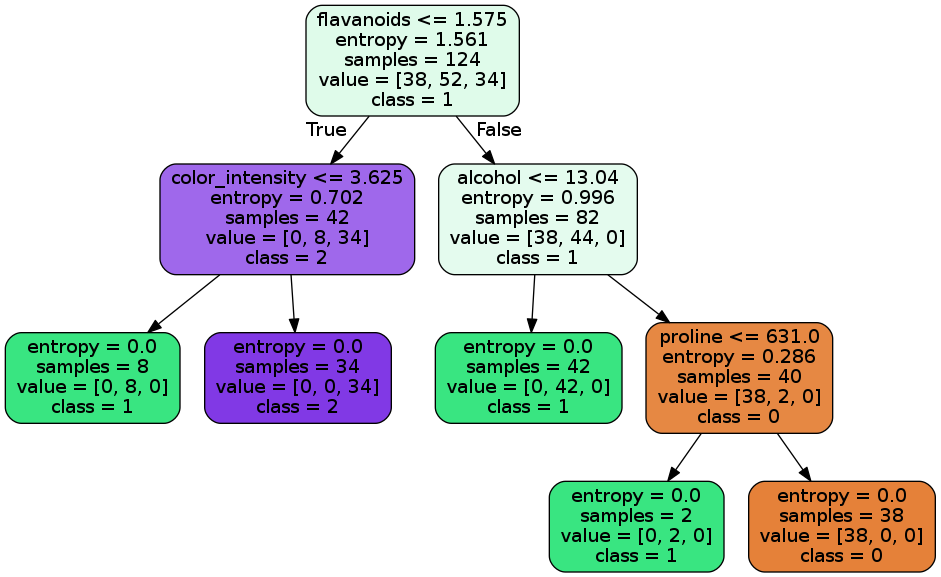 flavanoids <= 1.575
entropy = 1.561
samples = 124
value = [38, 52, 34]
class = 1
True
False
color_intensity <= 3.625
entropy = 0.702
samples = 42
value = [0, 8, 34]
class = 2
alcohol <= 13.04
entropy = 0.996
samples = 82
value = [38, 44, 0]
class = 1
entropy = 0.0
samples = 8
value = [0, 8, 0]
class = 1
entropy = 0.0
samples = 34
value = [0, 0, 34]
class = 2
entropy = 0.0
samples = 42
value = [0, 42, 0]
class = 1
proline <= 631.0
entropy = 0.286
samples = 40
value = [38, 2, 0]
class = 0
entropy = 0.0
samples = 2
value = [0, 2, 0]
class = 1
entropy = 0.0
samples = 38
value = [38, 0, 0]
class = 0